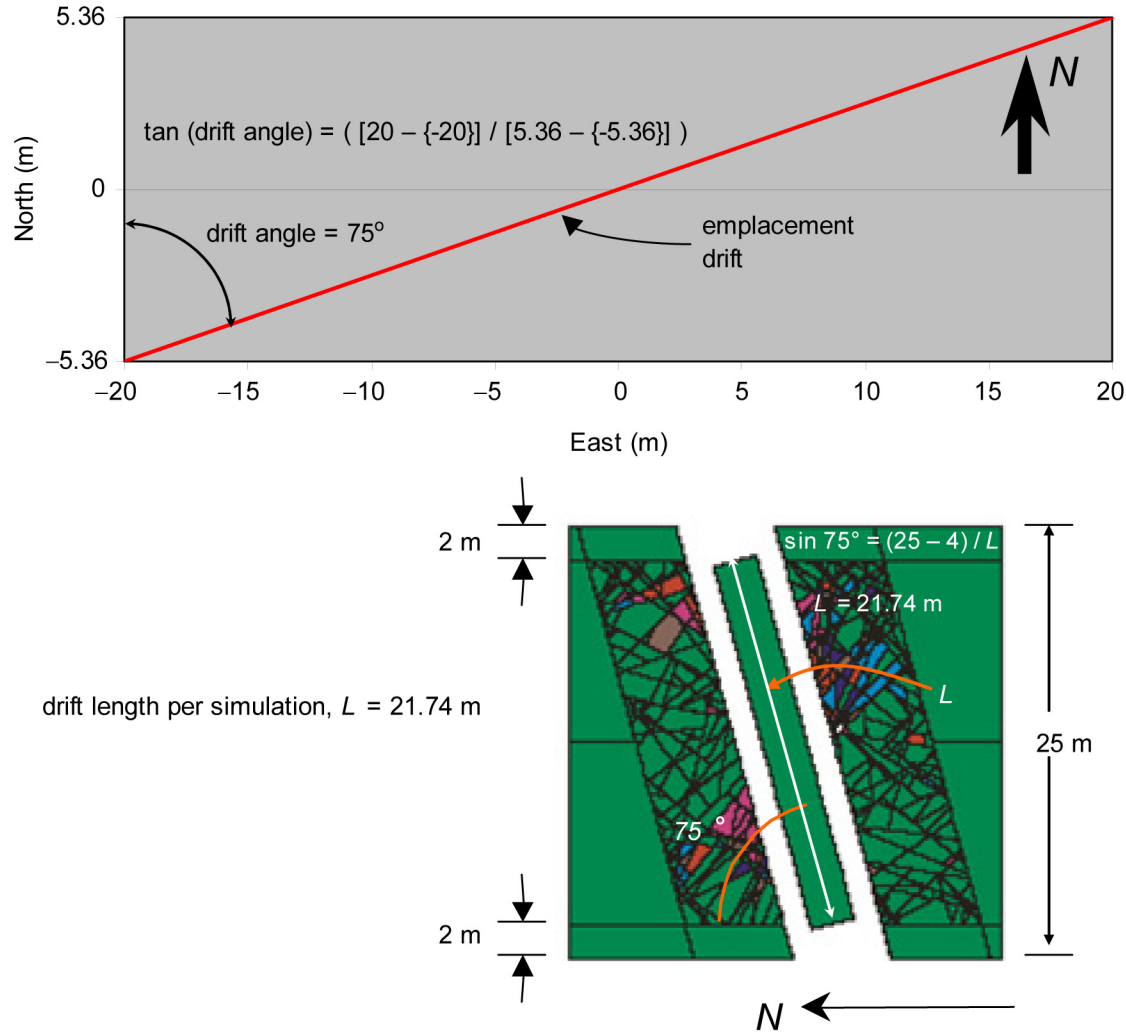 5.36
N
tan (drift angle) = ( [20 – {-20}] / [5.36 – {-5.36}] )
North (m)
0
drift angle = 75°
emplacement
drift
–5.36
–20
–15
–10
–5
0
5
10
15
20
East (m)
2 m
sin 75° = (25 – 4) / L
L = 21.74 m
drift length per simulation, L = 21.74 m
L
25 m
75 °
2 m
N